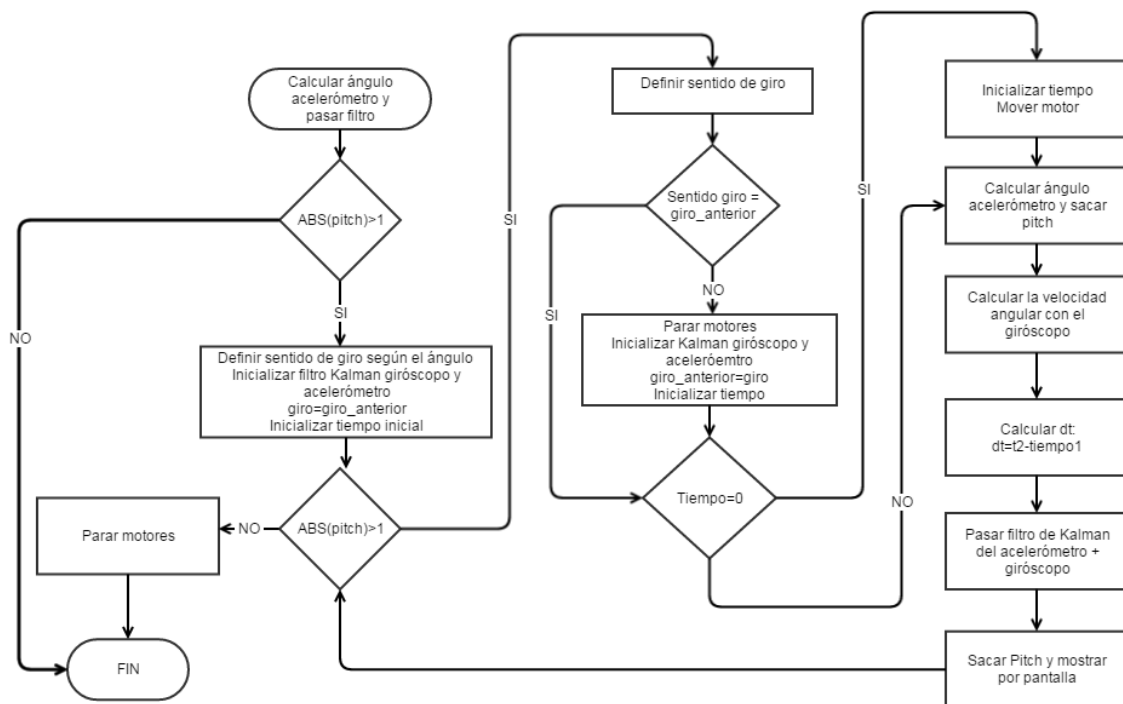 Calcular ángulo
acelerómetro y
pasar filtro
ABS(pitch)>1
NO
SI
Definir sentido de giro según el ángulo
Inicializar filtro Kalman giróscopo y
acelerómetro
giro=giro_anterior
Inicializar tiempo inicial
ABS(pitch)>1
NO
Parar motores
FIN
SI
Definir sentido de giro
Sentido giro =
giro_anterior
SI
NO
Parar motores
Inicializar Kalman giróscopo y
aceleróemtro
giro_anterior=giro
Inicializar tiempo
Tiempo=0
SI
NO
Inicializar tiempo
Mover motor
Calcular ángulo
acelerómetro y sacar
pitch
Calcular la velocidad
angular con el
giróscopo
Calcular dt:
dt=t2-tiempo1
Pasar filtro de Kalman
del acelerómetro +
giróscopo
Sacar Pitch y mostrar
por pantalla